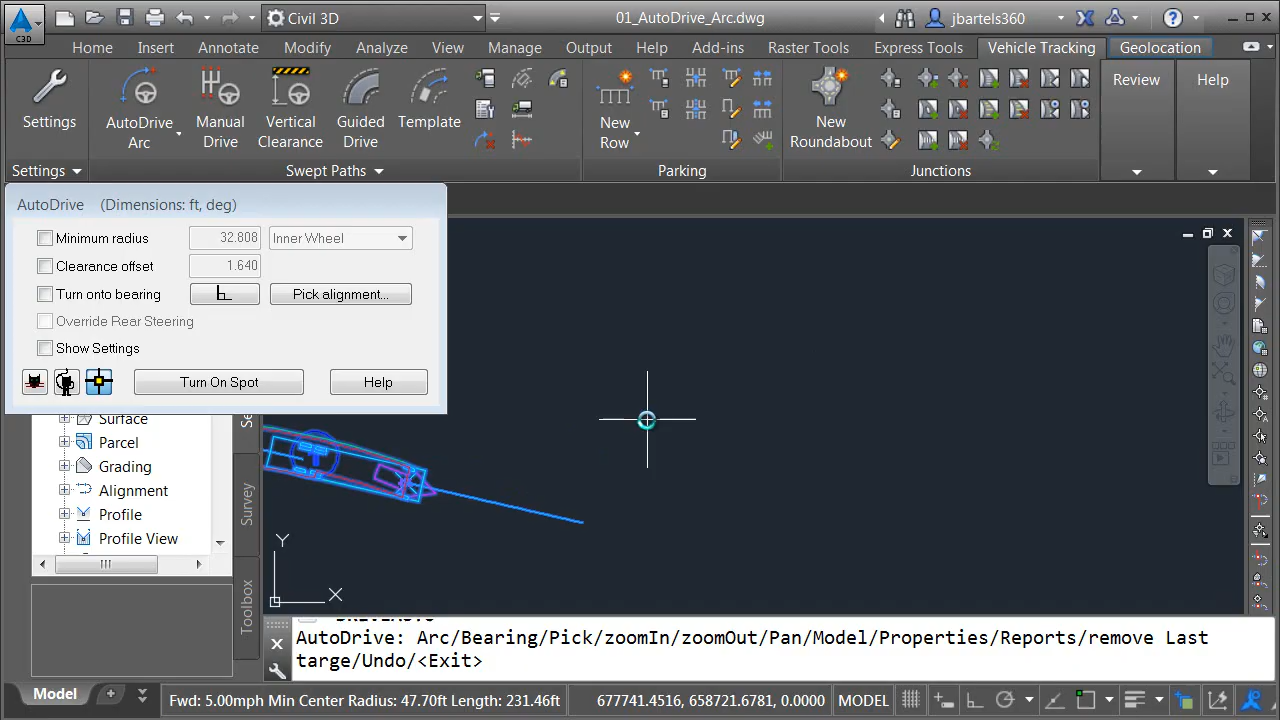 C3D
Civil 3D
01_AutoDrive_Arc.dwg
jbartels360
Home Insert Annotate Modify Analyze View Manage Output Help Add-ins Raster Tools Express Tools Vehicle Tracking Geolocation
Settings
AutoDrive
Arc
Manual
Drive
Vertical
Clearance
Guided
Drive
Template
New
Row
New
Roundabout
Review
Help
Settings
Swept Paths
Parking
Junctions
AutoDrive (Dimensions: ft, deg)
Minimum radius 32.808 Inner Wheel
Clearance offset 1.640
Turn onto bearing Pick alignment...
Override Rear Steering
Show Settings
Turn On Spot Help
Surface
Parcel
Grading
Alignment
Profile
Profile View
Survey
Toolbox
Y
X
AutoDrive: Arc/Bearing/Pick/zoomIn/zoomOut/Pan/Model/Properties/Reports/remove Last
targe/Undo/<Exit>
Model
Fwd: 5.00mph Min Center Radius: 47.70ft Length: 231.46ft
677741.4516, 658721.6781, 0.0000
MODEL